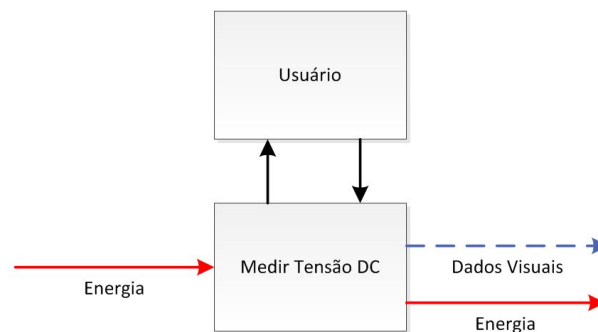 Usuário
Medir Tensão DC
Energia
Dados Visuais
Energia